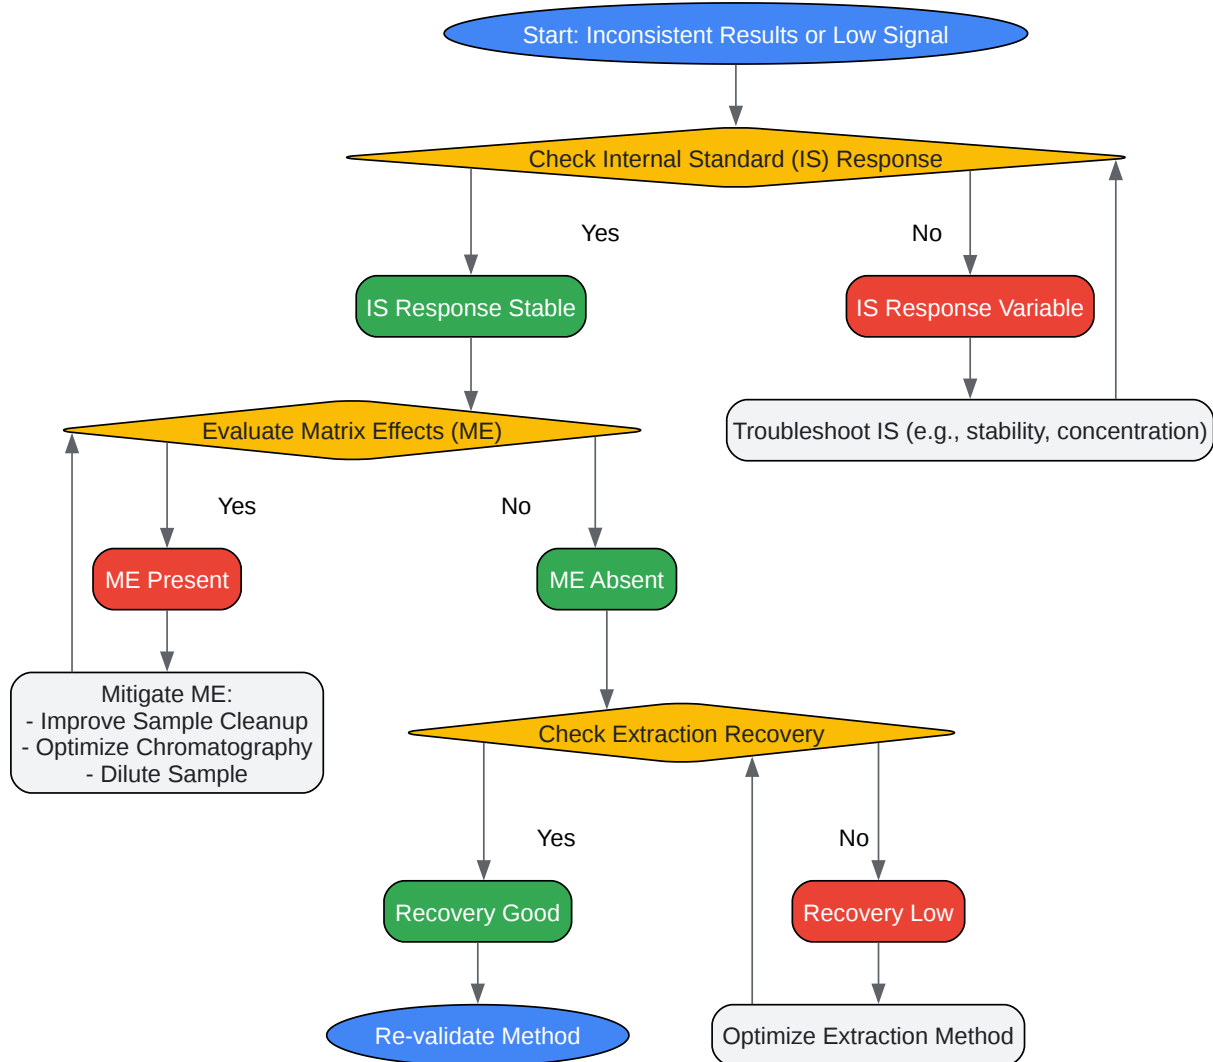 Start: Inconsistent Results or Low Signal
Check Internal Standard (IS) Response
Yes
No
IS Response Stable
IS Response Variable
Evaluate Matrix Effects (ME)
Troubleshoot IS (e.g., stability, concentration)
Yes
No
ME Present
ME Absent
Mitigate ME:
- Improve Sample Cleanup
- Optimize Chromatography
- Dilute Sample
Check Extraction Recovery
Yes
No
Recovery Good
Recovery Low
Re-validate Method
Optimize Extraction Method